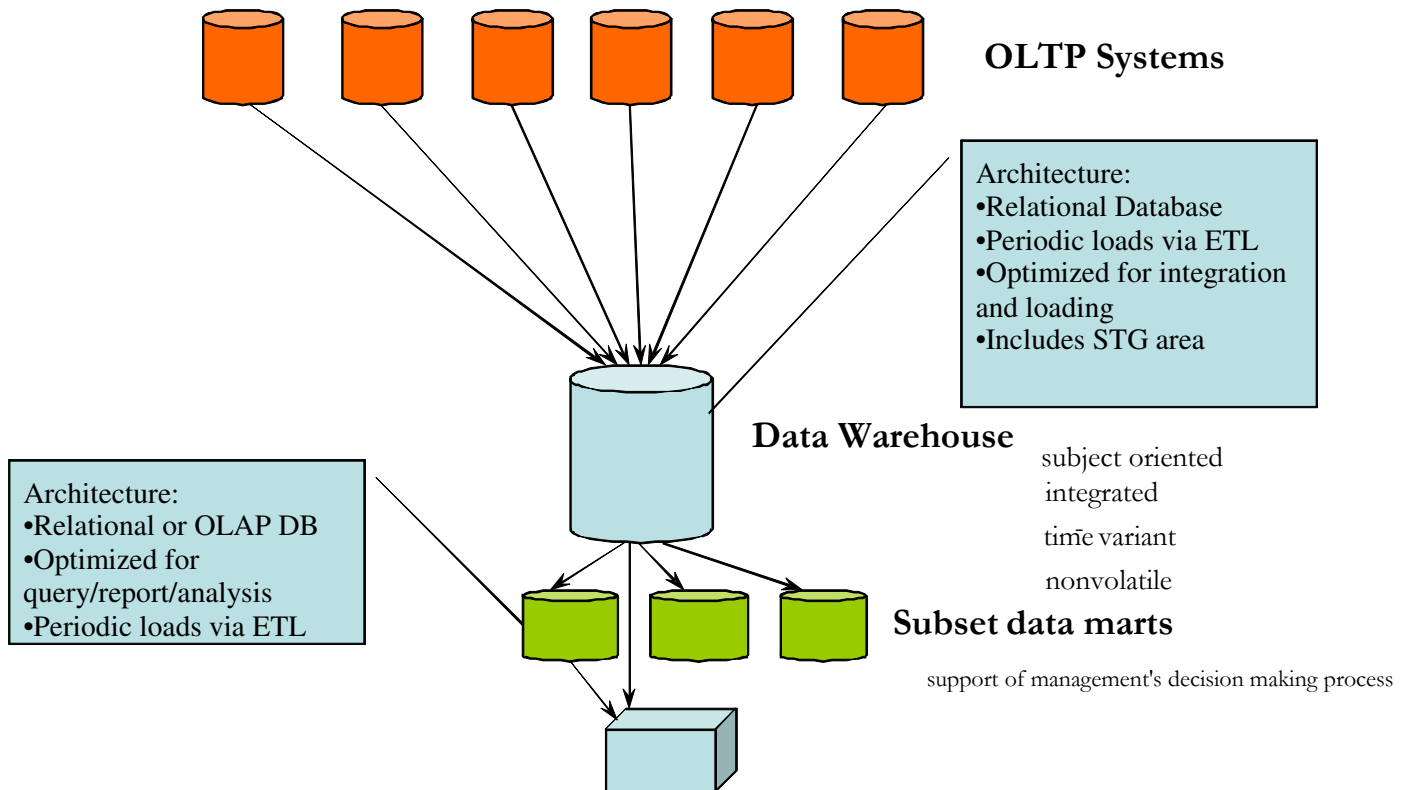 OLTP Systems
Architecture:
•Relational Database
•Periodic loads via ETL
•Optimized for integration
and loading
•Includes STG area
Data Warehouse
subject oriented
integrated
time variant
nonvolatile
Architecture:
•Relational or OLAP DB
•Optimized for
query/report/analysis
•Periodic loads via ETL
Subset data marts
support of management's decision making process